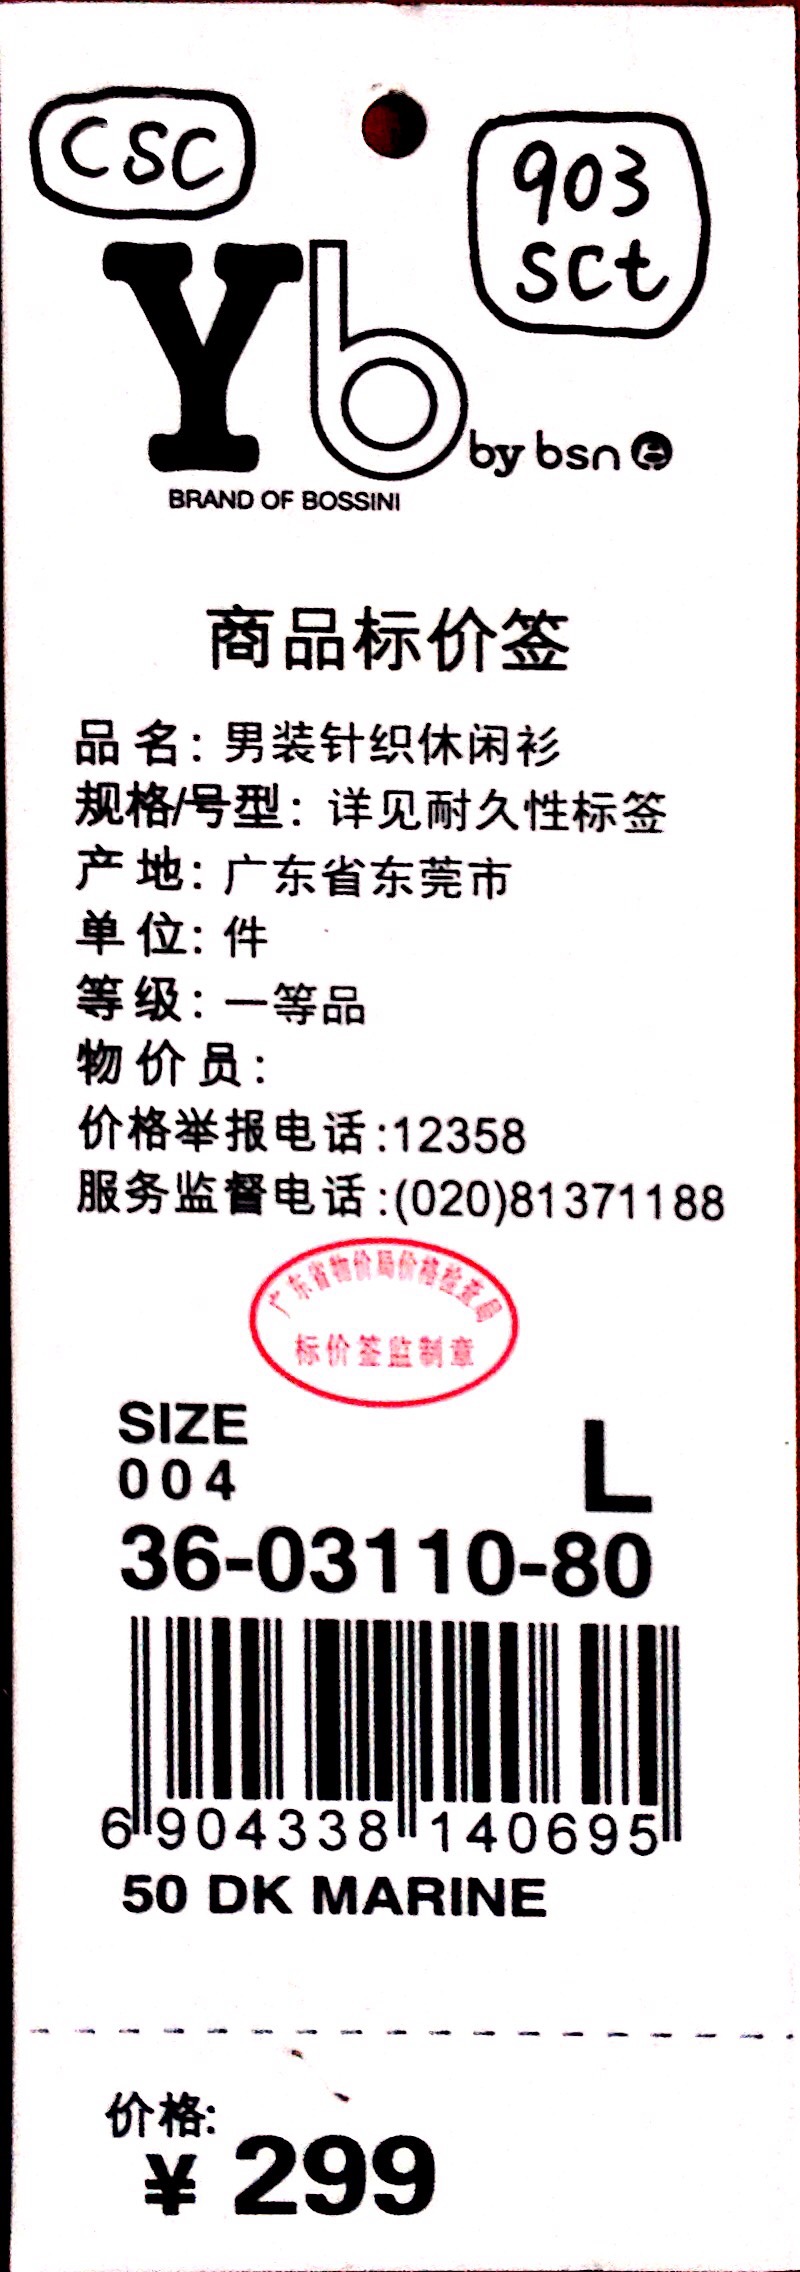 CSC
903
SCt
Yb by bsn
BRAND OF BOSSINI
商品标价签
品名：男装针织休闲衫
规格/号型：详见耐久性标签
产地：广东省东莞市
单位：件
等级：一等品
物价员：
价格举报电话:12358
服务监督电话:(020)81371188
广东省物价局价格检查局
标价签监制章
SIZE
004 L
36-03110-80
6 904338 140695
50 DK MARINE
价格:
¥ 299